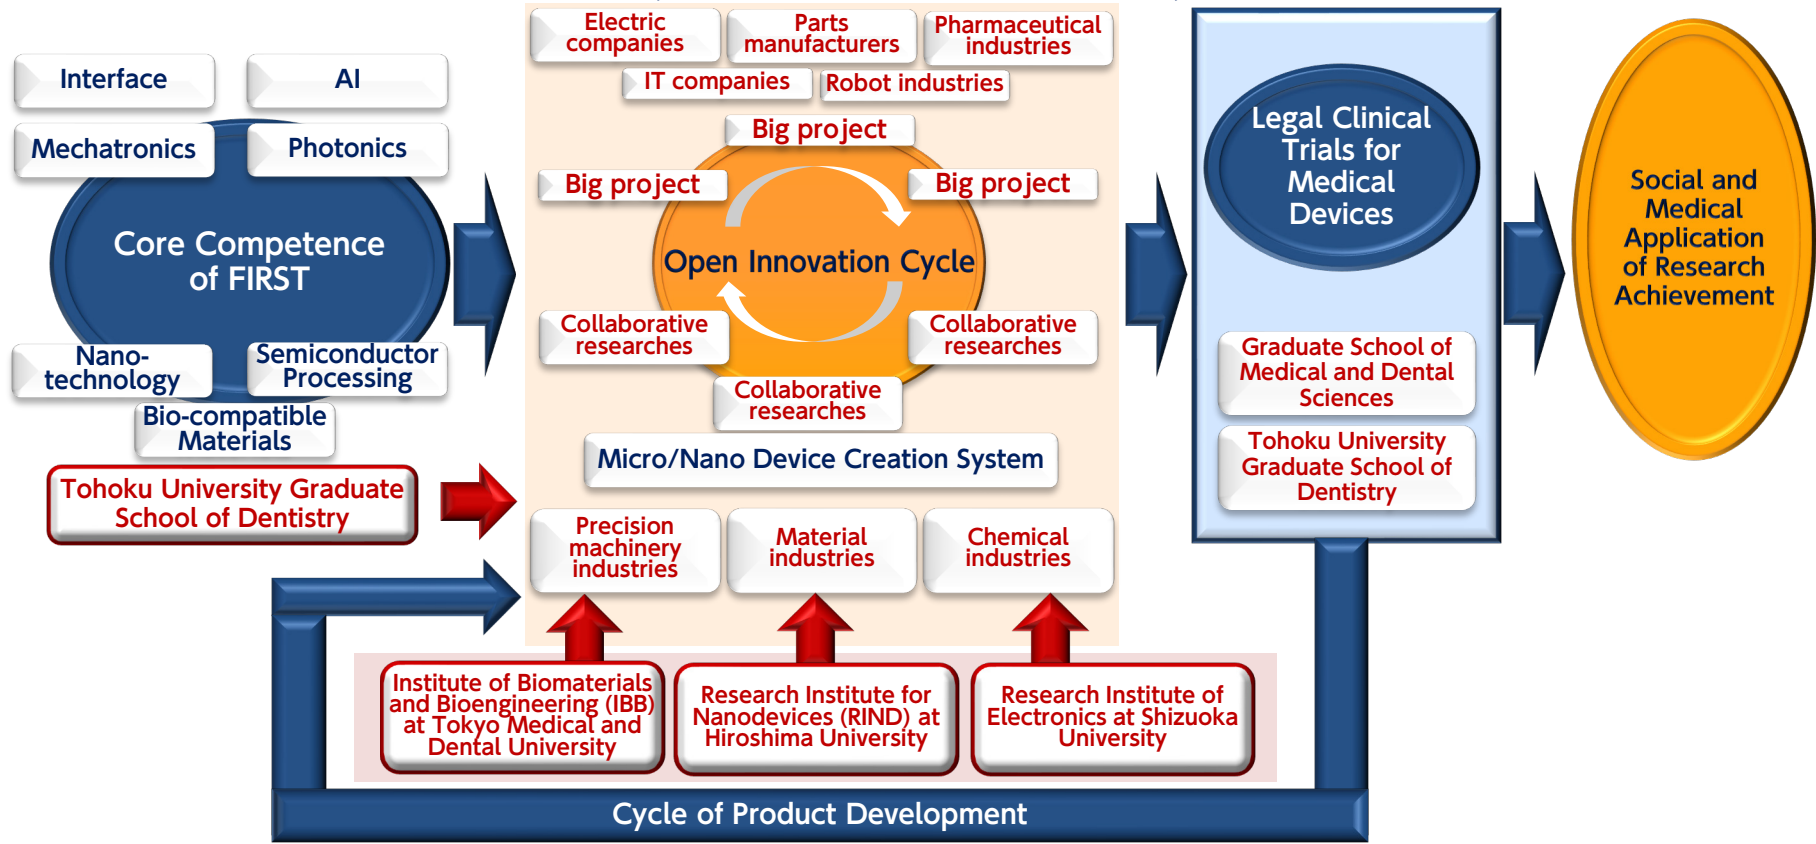 Interface
AI
Mechatronics
Photonics
Core Competence
of FIRST
Nano-
technology
Semiconductor
Processing
Bio-compatible
Materials
Tohoku University Graduate
School of Dentistry
Electric
companies
Parts
manufacturers
Pharmaceutical
industries
IT companies
Robot industries
Big project
Big project
Big project
Open Innovation Cycle
Collaborative
researches
Collaborative
researches
Collaborative
researches
Micro/Nano Device Creation System
Precision
machinery
industries
Material
industries
Chemical
industries
Institute of Biomaterials
and Bioengineering (IBB)
at Tokyo Medical and
Dental University
Research Institute for
Nanodevices (RIND) at
Hiroshima University
Research Institute of
Electronics at Shizuoka
University
Legal Clinical
Trials for
Medical
Devices
Graduate School of
Medical and Dental
Sciences
Tohoku University
Graduate School of
Dentistry
Social and
Medical
Application
of Research
Achievement
Cycle of Product Development